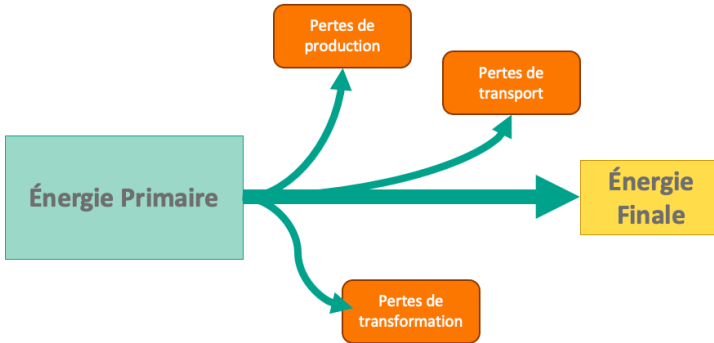 Pertes de
production
Pertes de
transport
Énergie Primaire
Énergie
Finale
Pertes de
transformation